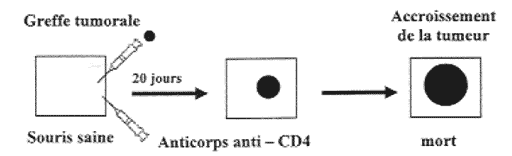 Greffe tumorale
Accroissement
de la tumeur
20 jours
Souris saine
Anticorps anti – CD4
mort